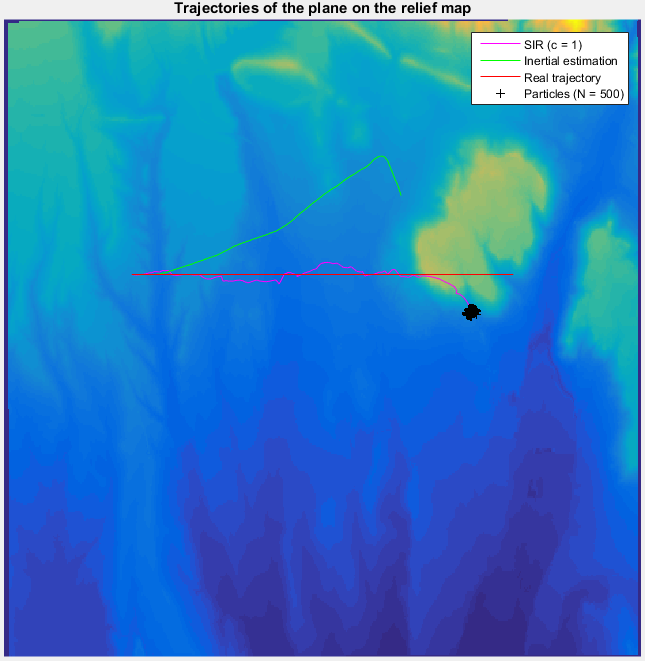 Trajectories of the plane on the relief map
SIR (c = 1)
Inertial estimation
Real trajectory
Particles (N = 500)